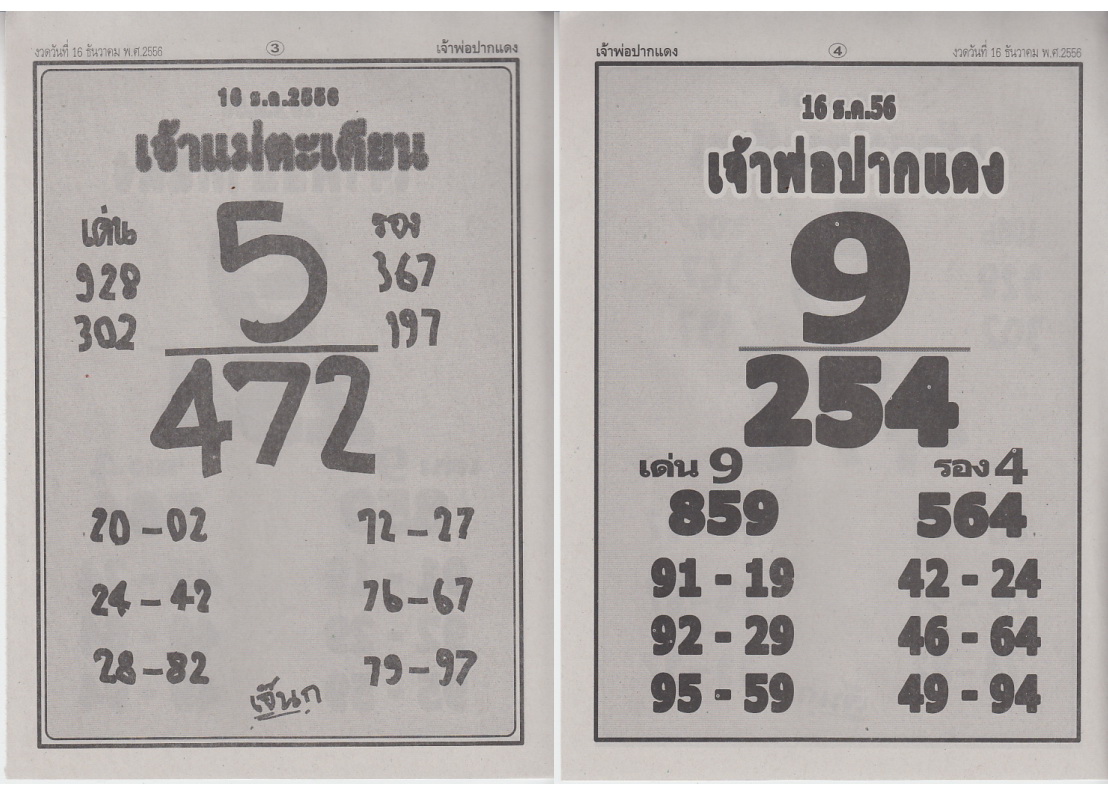 งวดวันที่ 16 ธันวาคม พ.ศ.2556 ③ เจ้าพ่อปากแดง
16 ธ.ค.2556
เจ้าแม่ตะเคียน
เด่น 5 รอง
928 367
302 197
472
20 – 02 72 – 27
24 – 42 76 – 67
28 – 82 79 – 97
เจ๊นุก
เจ้าพ่อปากแดง ④ งวดวันที่ 16 ธันวาคม พ.ศ.2556
16 ธ.ค.56
เจ้าพ่อปากแดง
9
254
เด่น 9 รอง 4
859 564
91 - 19 42 - 24
92 - 29 46 - 64
95 - 59 49 - 94